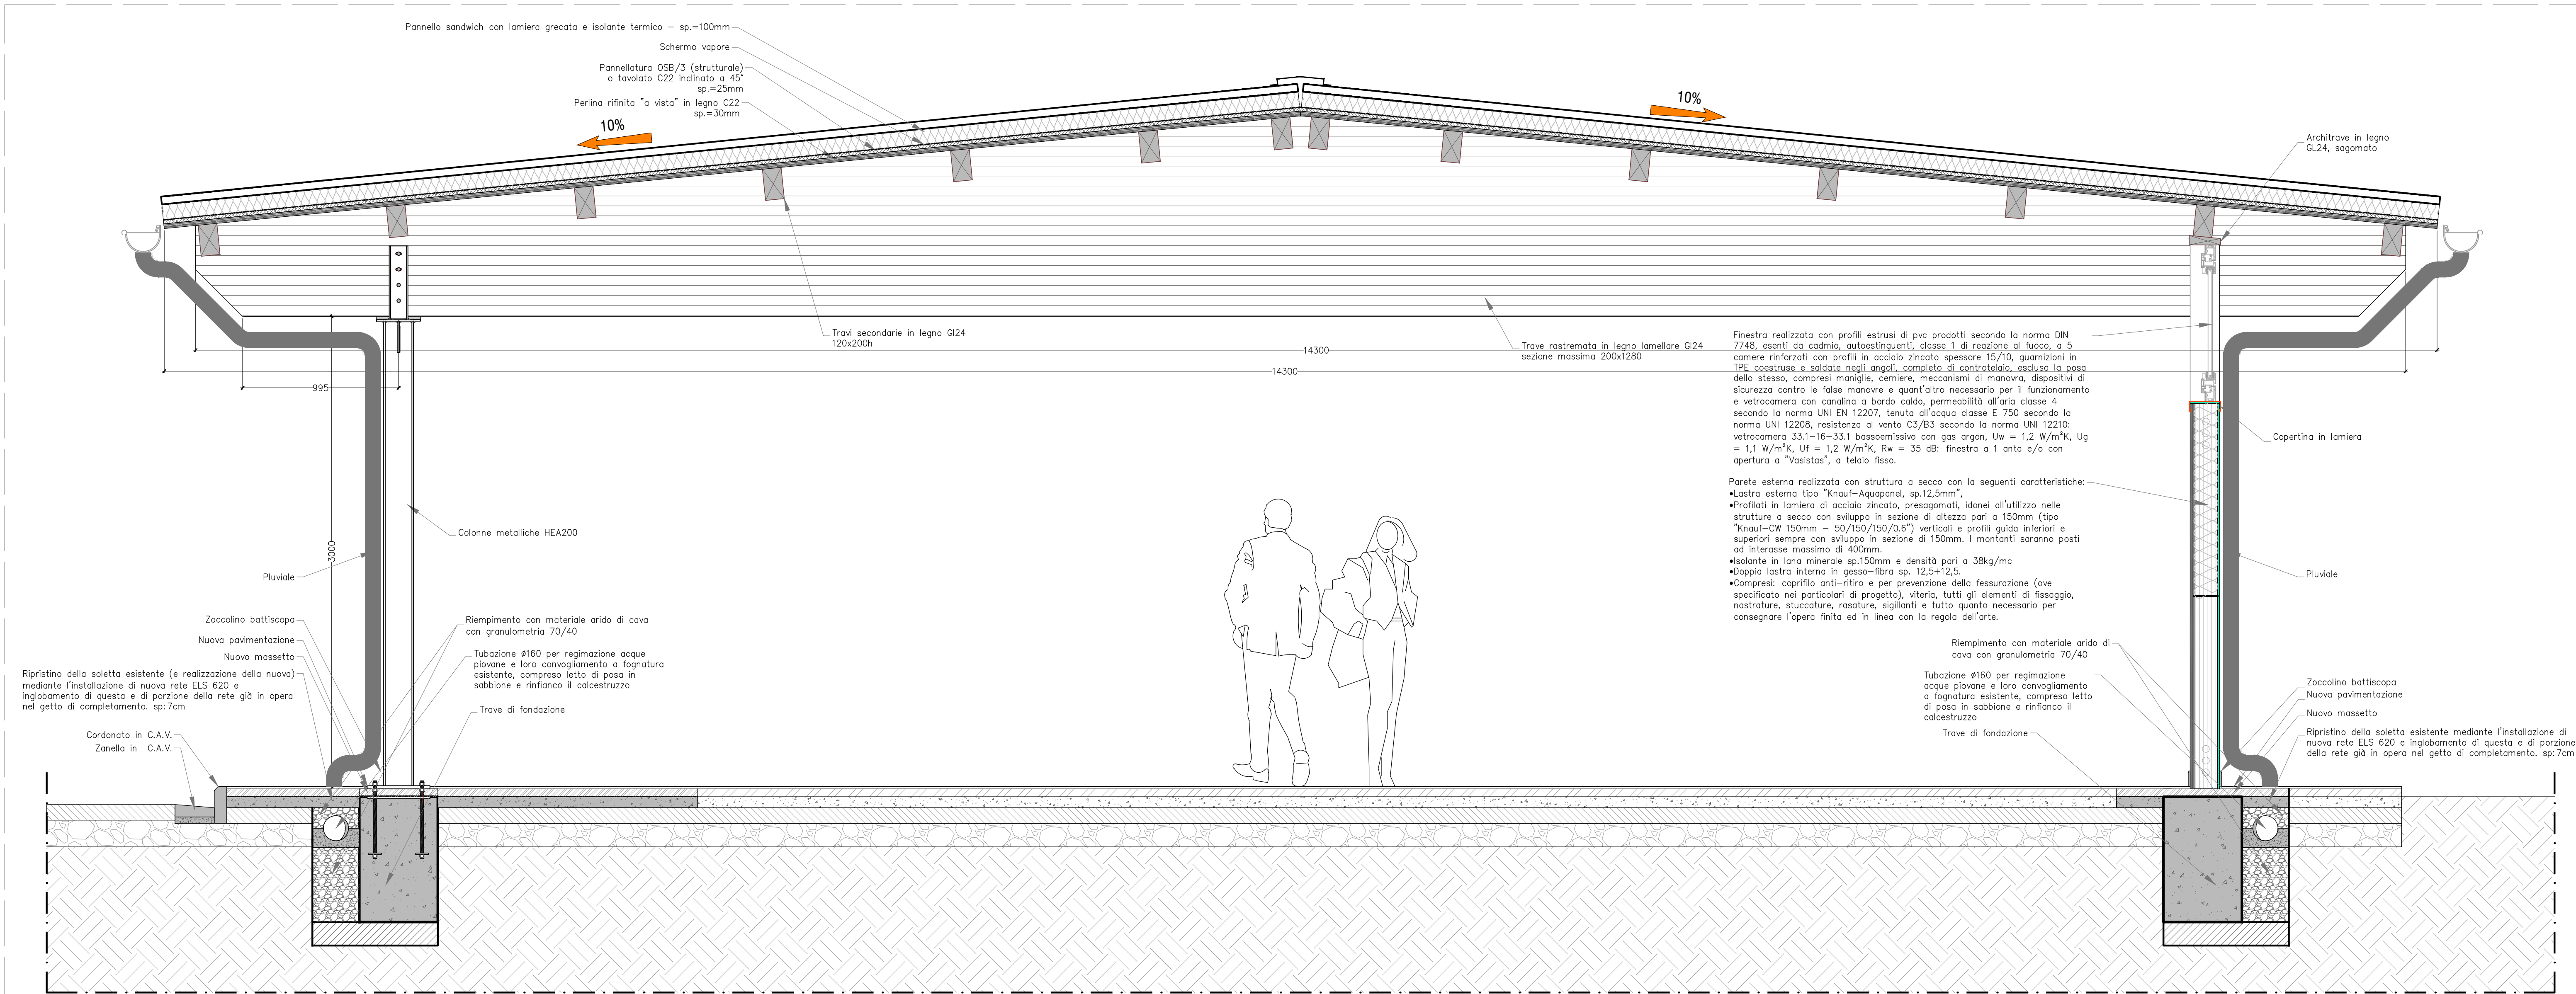 Pannello sandwich con lamiera grecata e isolante termico – sp.=100mm
Schermo vapore
Pannellatura OSB/3 (strutturale)
o tavolato C22 inclinato a 45°
sp.=25mm
Perlina rifinita "a vista" in legno C22
sp.=30mm
10%
10%
Architrave in legno
GL24, sagomato
Travi secondarie in legno Gl24
120x200h
Trave rastremata in legno lamellare Gl24
sezione massima 200x1280
14300
14300
995
3000
Finestra realizzata con profili estrusi di pvc prodotti secondo la norma DIN
7748, esenti da cadmio, autoestinguenti, classe 1 di reazione al fuoco, a 5
camere rinforzati con profili in acciaio zincato spessore 15/10, guarnizioni in
TPE coestruse e saldate negli angoli, completo di controtelaio, esclusa la posa
dello stesso, compresi maniglie, cerniere, meccanismi di manovra, dispositivi di
sicurezza contro le false manovre e quant'altro necessario per il funzionamento
e vetrocamera con canalina a bordo caldo, permeabilità all'aria classe 4
secondo la norma UNI EN 12207, tenuta all'acqua classe E 750 secondo la
norma UNI 12208, resistenza al vento C3/B3 secondo la norma UNI 12210:
vetrocamera 33.1–16–33.1 bassoemissivo con gas argon, Uw = 1,2 W/m²K, Ug
= 1,1 W/m²K, Uf = 1,2 W/m²K, Rw = 35 dB: finestra a 1 anta e/o con
apertura a "Vasistas", a telaio fisso.
Copertina in lamiera
Parete esterna realizzata con struttura a secco con la seguenti caratteristiche:
•Lastra esterna tipo "Knauf–Aquapanel, sp.12,5mm",
•Profilati in lamiera di acciaio zincato, presagomati, idonei all'utilizzo nelle
strutture a secco con sviluppo in sezione di altezza pari a 150mm (tipo
"Knauf–CW 150mm – 50/150/150/0.6") verticali e profili guida inferiori e
superiori sempre con sviluppo in sezione di 150mm. I montanti saranno posti
ad interasse massimo di 400mm.
•Isolante in lana minerale sp.150mm e densità pari a 38kg/mc
•Doppia lastra interna in gesso–fibra sp. 12,5+12,5.
•Compresi: coprifilo anti–ritiro e per prevenzione della fessurazione (ove
specificato nei particolari di progetto), viteria, tutti gli elementi di fissaggio,
nastrature, stuccature, rasature, sigillanti e tutto quanto necessario per
consegnare l'opera finita ed in linea con la regola dell'arte.
Colonne metalliche HEA200
Pluviale
Pluviale
Zoccolino battiscopa
Nuova pavimentazione
Nuovo massetto
Ripristino della soletta esistente (e realizzazione della nuova)
mediante l'installazione di nuova rete ELS 620 e
inglobamento di questa e di porzione della rete già in opera
nel getto di completamento. sp:7cm
Cordonato in C.A.V.
Zanella in C.A.V.
Riempimento con materiale arido di cava
con granulometria 70/40
Tubazione ø160 per regimazione acque
piovane e loro convogliamento a fognatura
esistente, compreso letto di posa in
sabbione e rinfianco il calcestruzzo
Trave di fondazione
Riempimento con materiale arido di
cava con granulometria 70/40
Tubazione ø160 per regimazione
acque piovane e loro convogliamento
a fognatura esistente, compreso letto
di posa in sabbione e rinfianco il
calcestruzzo
Trave di fondazione
Zoccolino battiscopa
Nuova pavimentazione
Nuovo massetto
Ripristino della soletta esistente mediante l'installazione di
nuova rete ELS 620 e inglobamento di questa e di porzione
della rete già in opera nel getto di completamento. sp:7cm